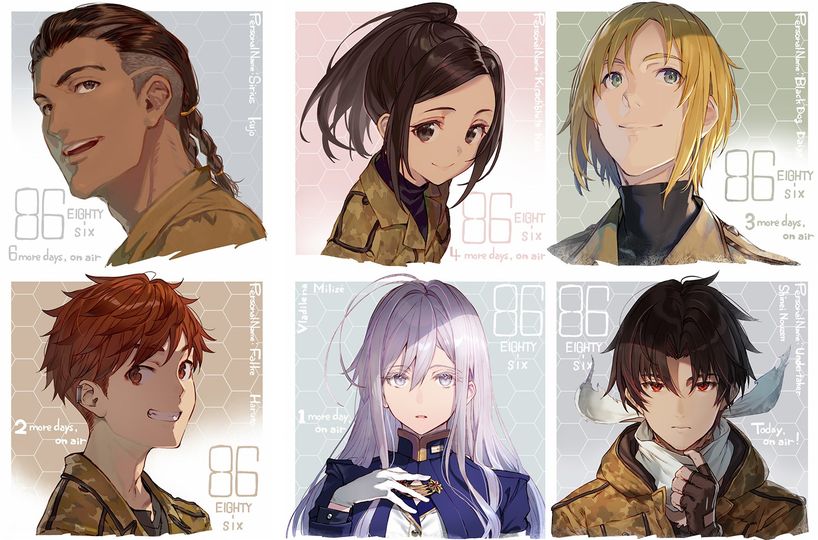 Personal Name: Sirius Isujo
86
EIGHTY
-SIX
6 more days, on air
Personal Name: Kirschblüte
86
EIGHTY
-SIX
4 more days, on air
Personal Name: Black Dog
86
EIGHTY
-SIX
3 more days,
on air
Personal Name: Falke Haruto
2 more days,
on air
86
EIGHTY
-SIX
Vladilena Milizé
86
EIGHTY
-SIX
1 more day
on air
86
EIGHTY
-SIX
Personal Name: Undertaker
Shinei Nouzen
Today,
on air!